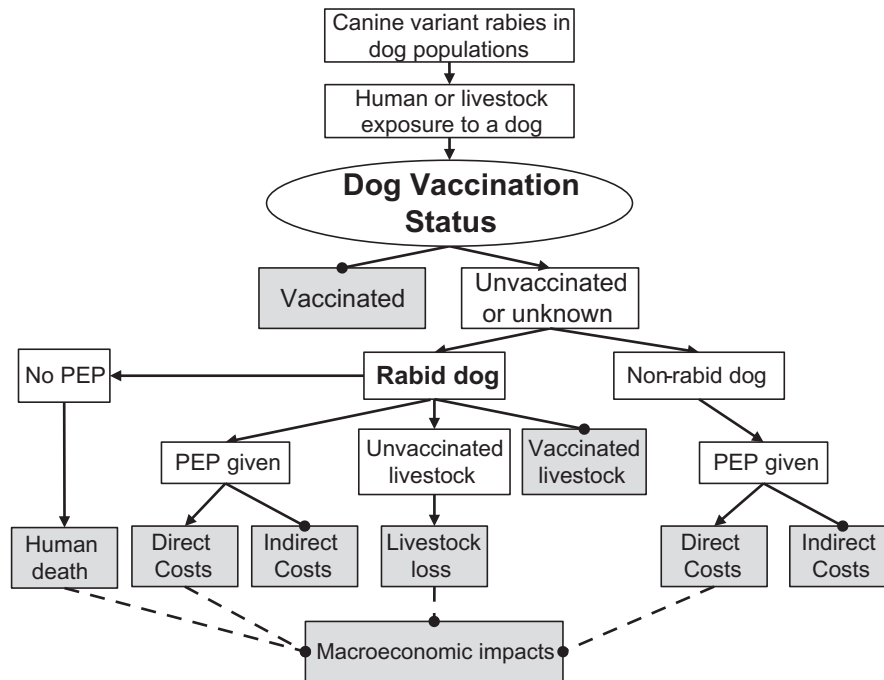 Canine variant rabies in
dog populations
Human or livestock
exposure to a dog
Dog Vaccination
Status
Vaccinated
Unvaccinated
or unknown
No PEP
Rabid dog
Non-rabid dog
PEP given
Unvaccinated
livestock
Vaccinated
livestock
PEP given
Human
death
Direct
Costs
Indirect
Costs
Livestock
loss
Direct
Costs
Indirect
Costs
Macroeconomic impacts